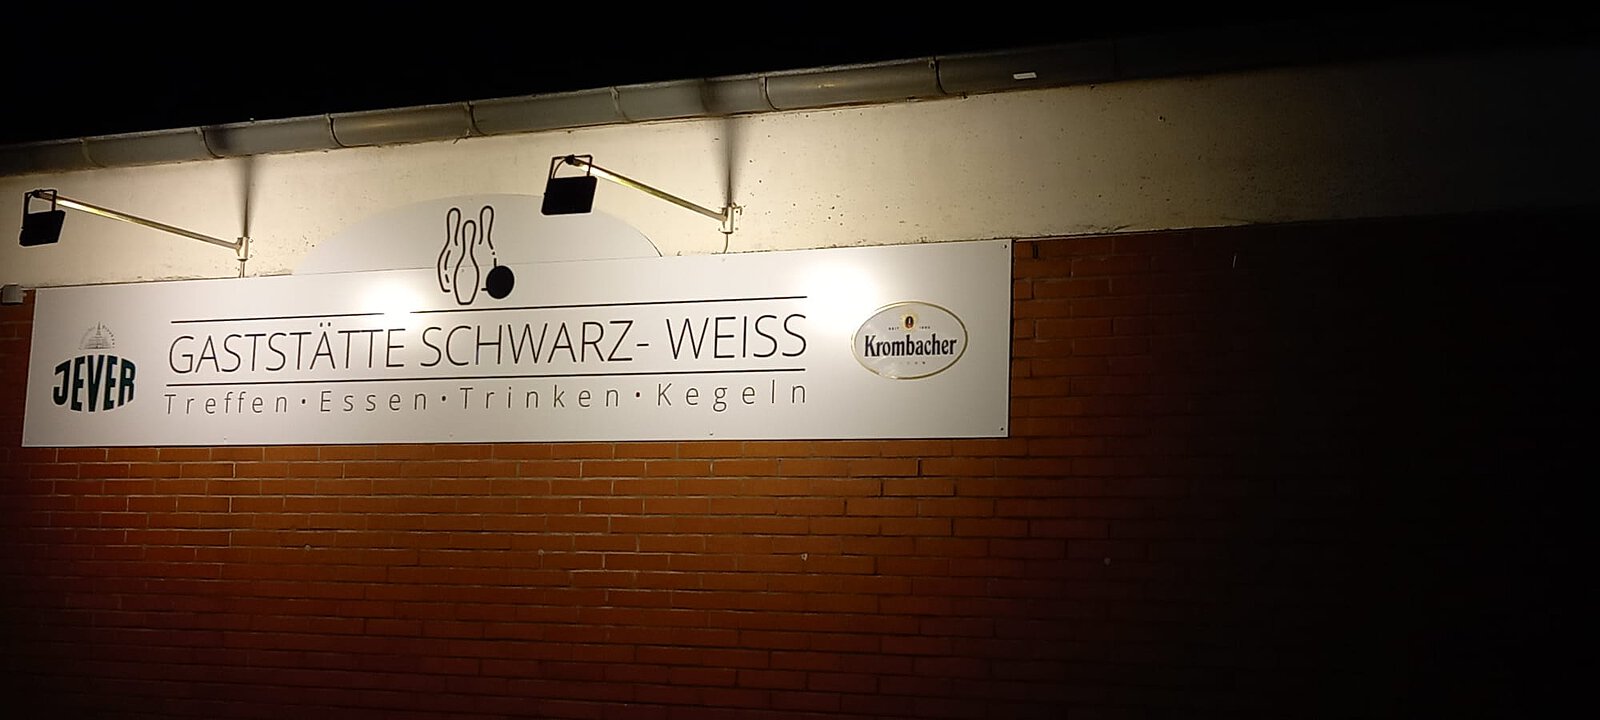 GASTSTÄTTE SCHWARZ- WEISS
Treffen • Essen • Trinken • Kegeln
JEVER
Krombacher